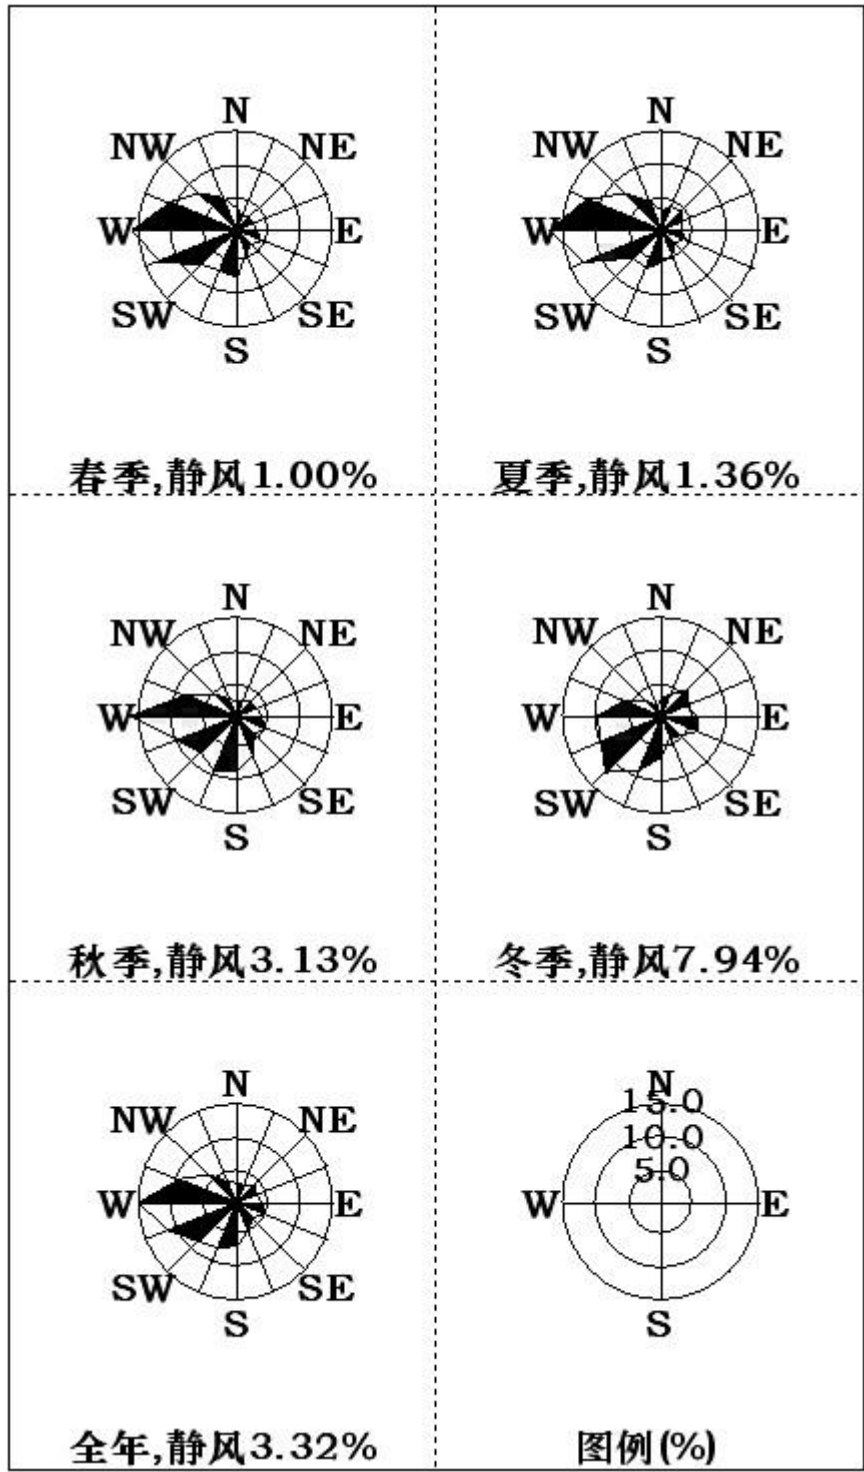 N
NW NE
W E
SW SE
S
春季,静风1.00%
N
NW NE
W E
SW SE
S
夏季,静风1.36%
N
NW NE
W E
SW SE
S
秋季,静风3.13%
N
NW NE
W E
SW SE
S
冬季,静风7.94%
N
NW NE
W E
SW SE
S
全年,静风3.32%
N
15.0
10.0
5.0
W E
S
图例(%)